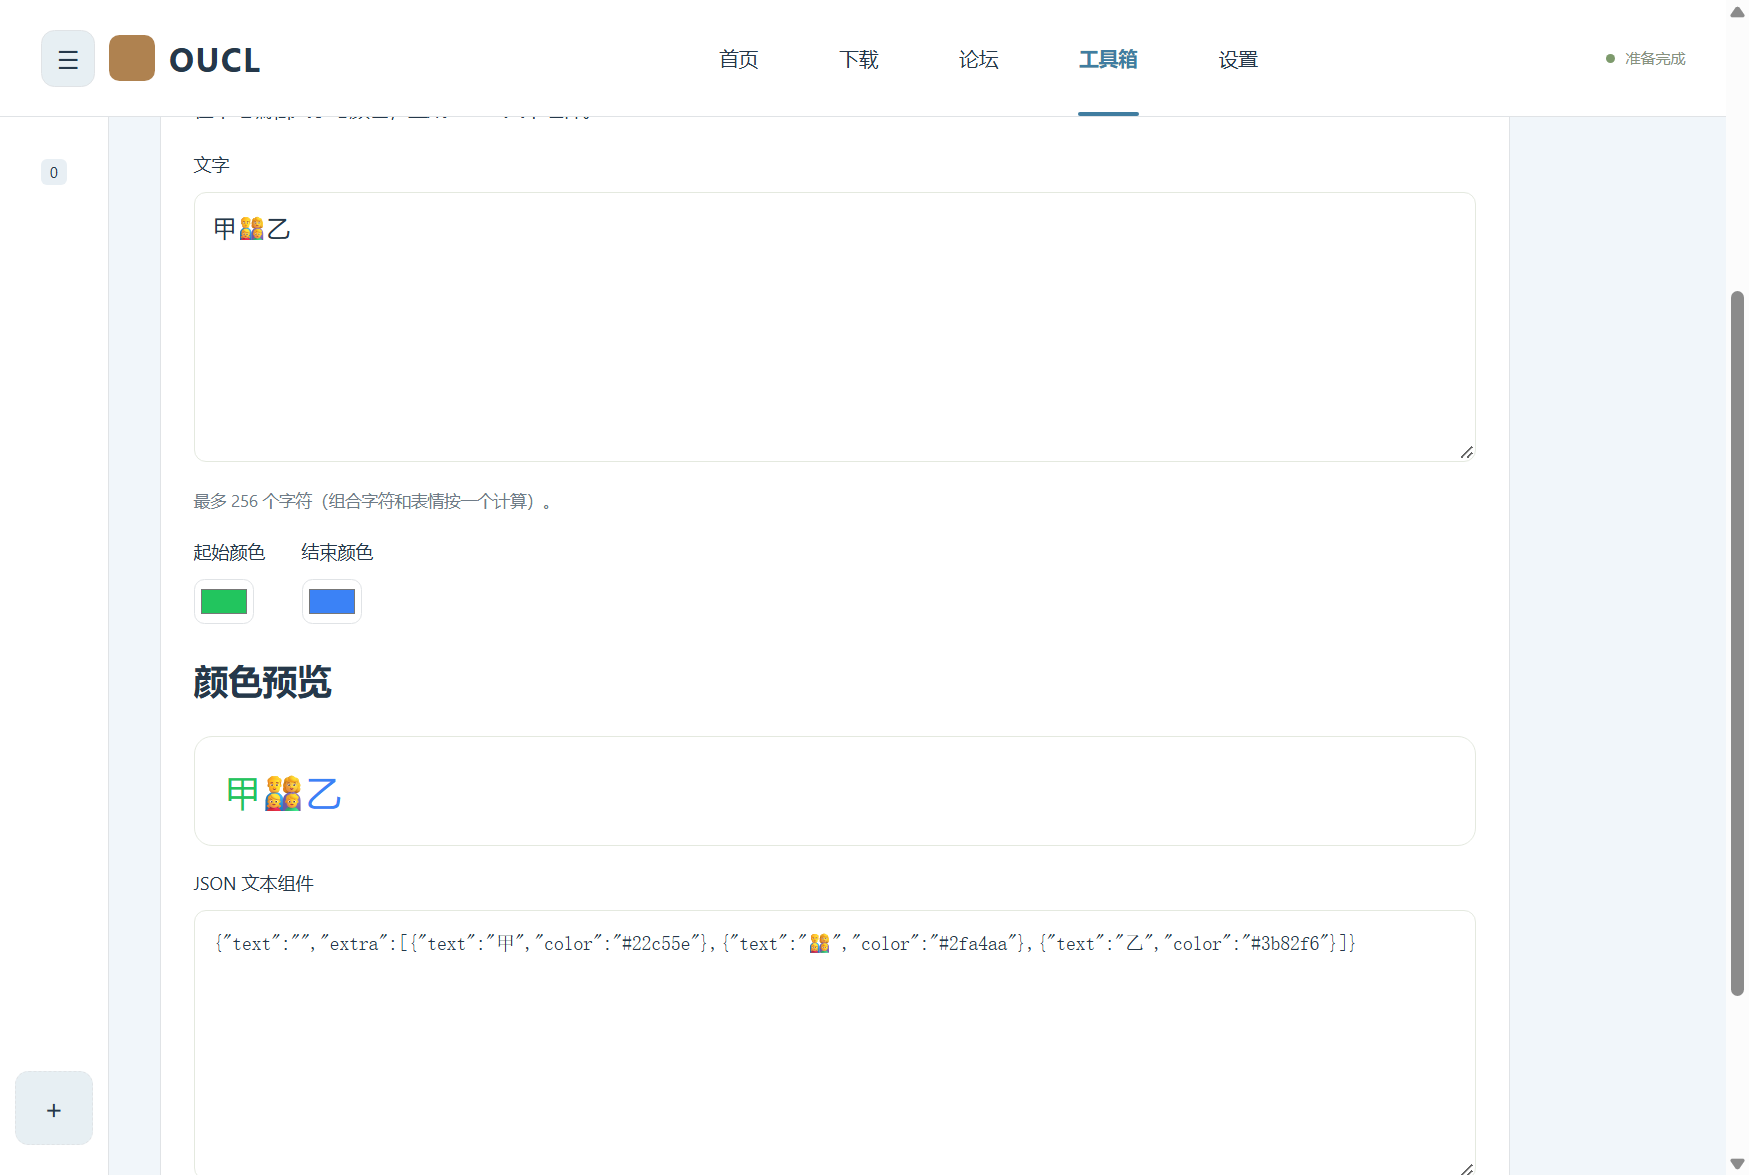 ☰ OUCL 首页 下载 论坛 工具箱 设置 准备完成
0
文字
甲👨‍👩‍👧‍👦乙
最多 256 个字符（组合字符和表情按一个计算）。
起始颜色 结束颜色
颜色预览
甲👨‍👩‍👧‍👦乙
JSON 文本组件
{"text":"","extra":[{"text":"甲","color":"#22c55e"},{"text":"👨‍👩‍👧‍👦","color":"#2fa4aa"},{"text":"乙","color":"#3b82f6"}]}
+